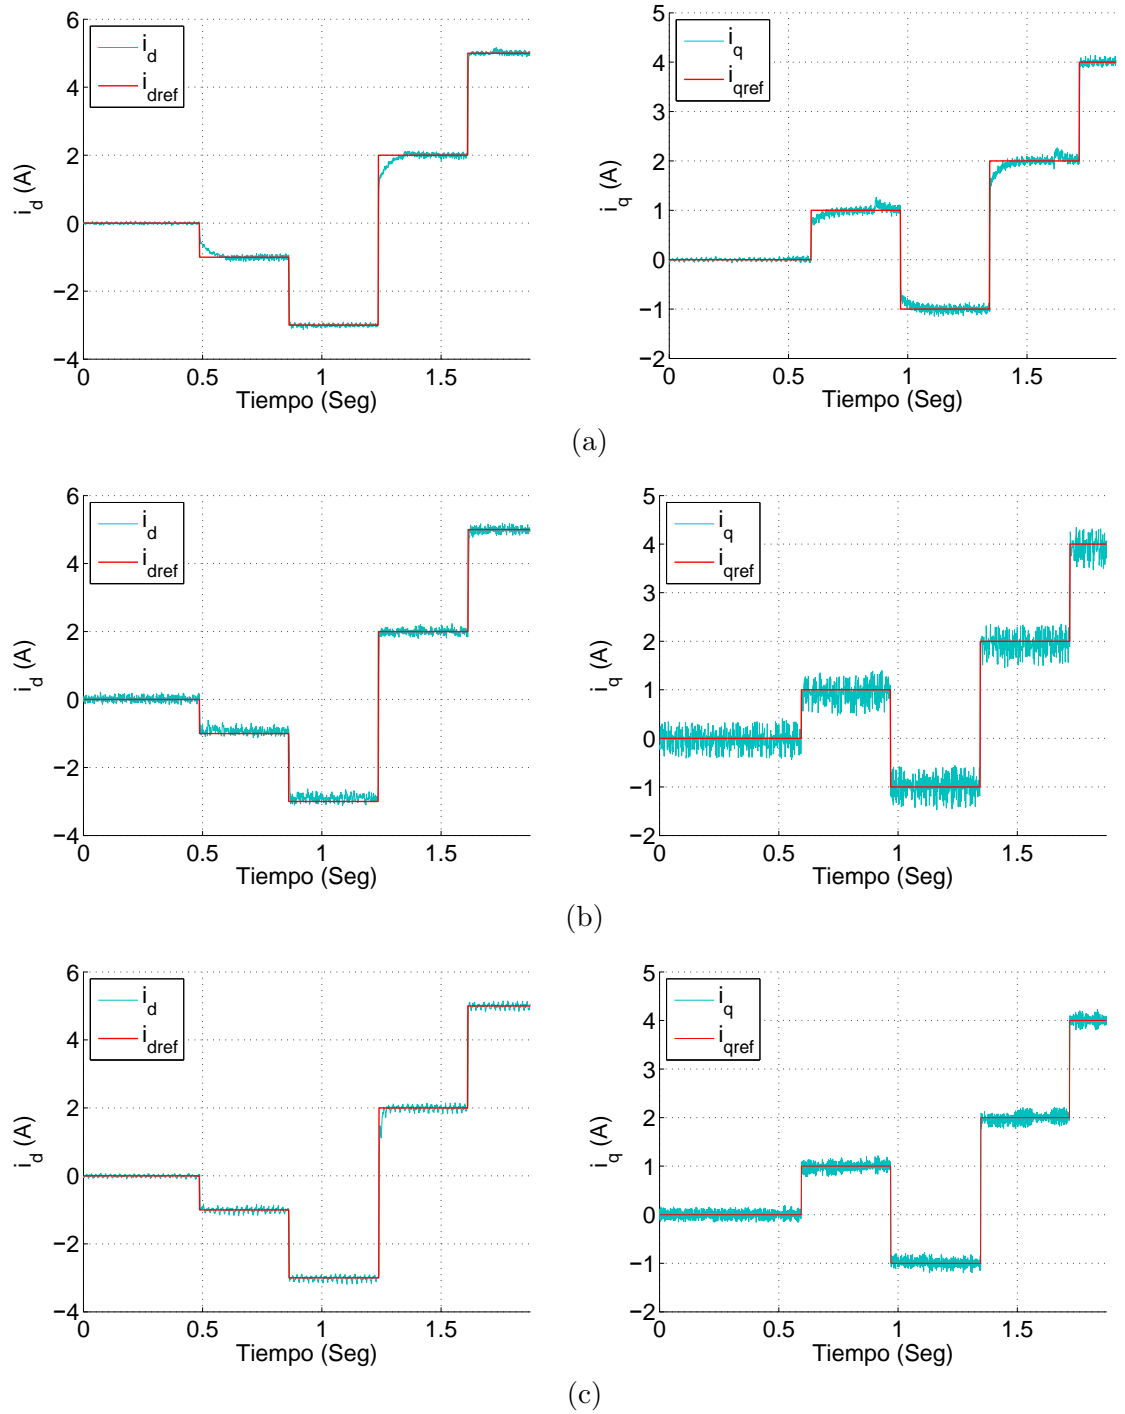 6
4
2
0
−2
−4
0
0.5
1
1.5
i_d (A)
Tiempo (Seg)
i_d
i_dref
5
4
3
2
1
0
−1
−2
0
0.5
1
1.5
i_q (A)
Tiempo (Seg)
i_q
i_qref
(a)
6
4
2
0
−2
−4
0
0.5
1
1.5
i_d (A)
Tiempo (Seg)
i_d
i_dref
5
4
3
2
1
0
−1
−2
0
0.5
1
1.5
i_q (A)
Tiempo (Seg)
i_q
i_qref
(b)
6
4
2
0
−2
−4
0
0.5
1
1.5
i_d (A)
Tiempo (Seg)
i_d
i_dref
5
4
3
2
1
0
−1
−2
0
0.5
1
1.5
i_q (A)
Tiempo (Seg)
i_q
i_qref
(c)